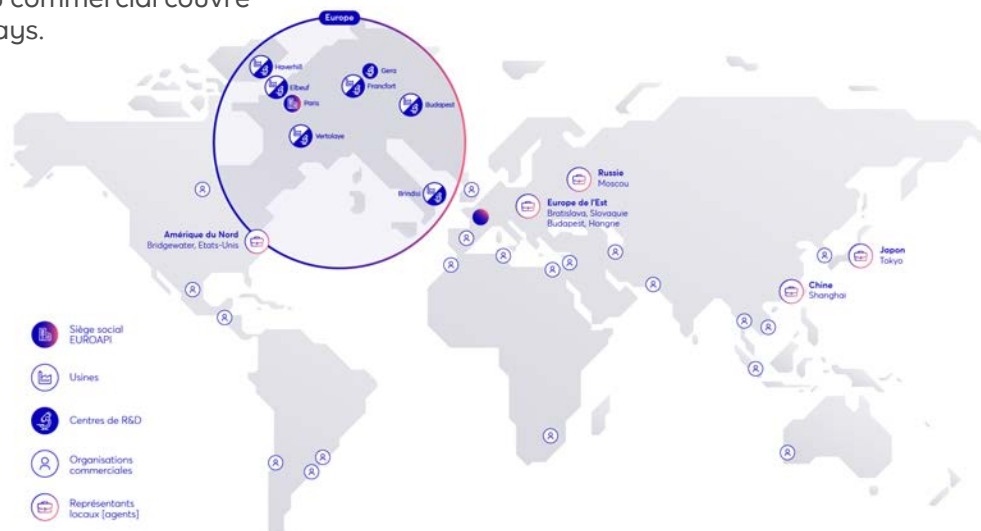 commercial couvre
ays.
Europe
Haverhill
Elbeuf
Paris
Genz
Francfort
Budapest
Vertolaye
Brindisi
Russie
Moscou
Europe de l'Est
Bratislava, Slovaquie
Budapest, Hongrie
Amérique du Nord
Bridgewater, Etats-Unis
Japon
Tokyo
Chine
Shanghai
Siège social
EUROAPI
Usines
Centres de R&D
Organisations
commerciales
Représentants
locaux [agents]